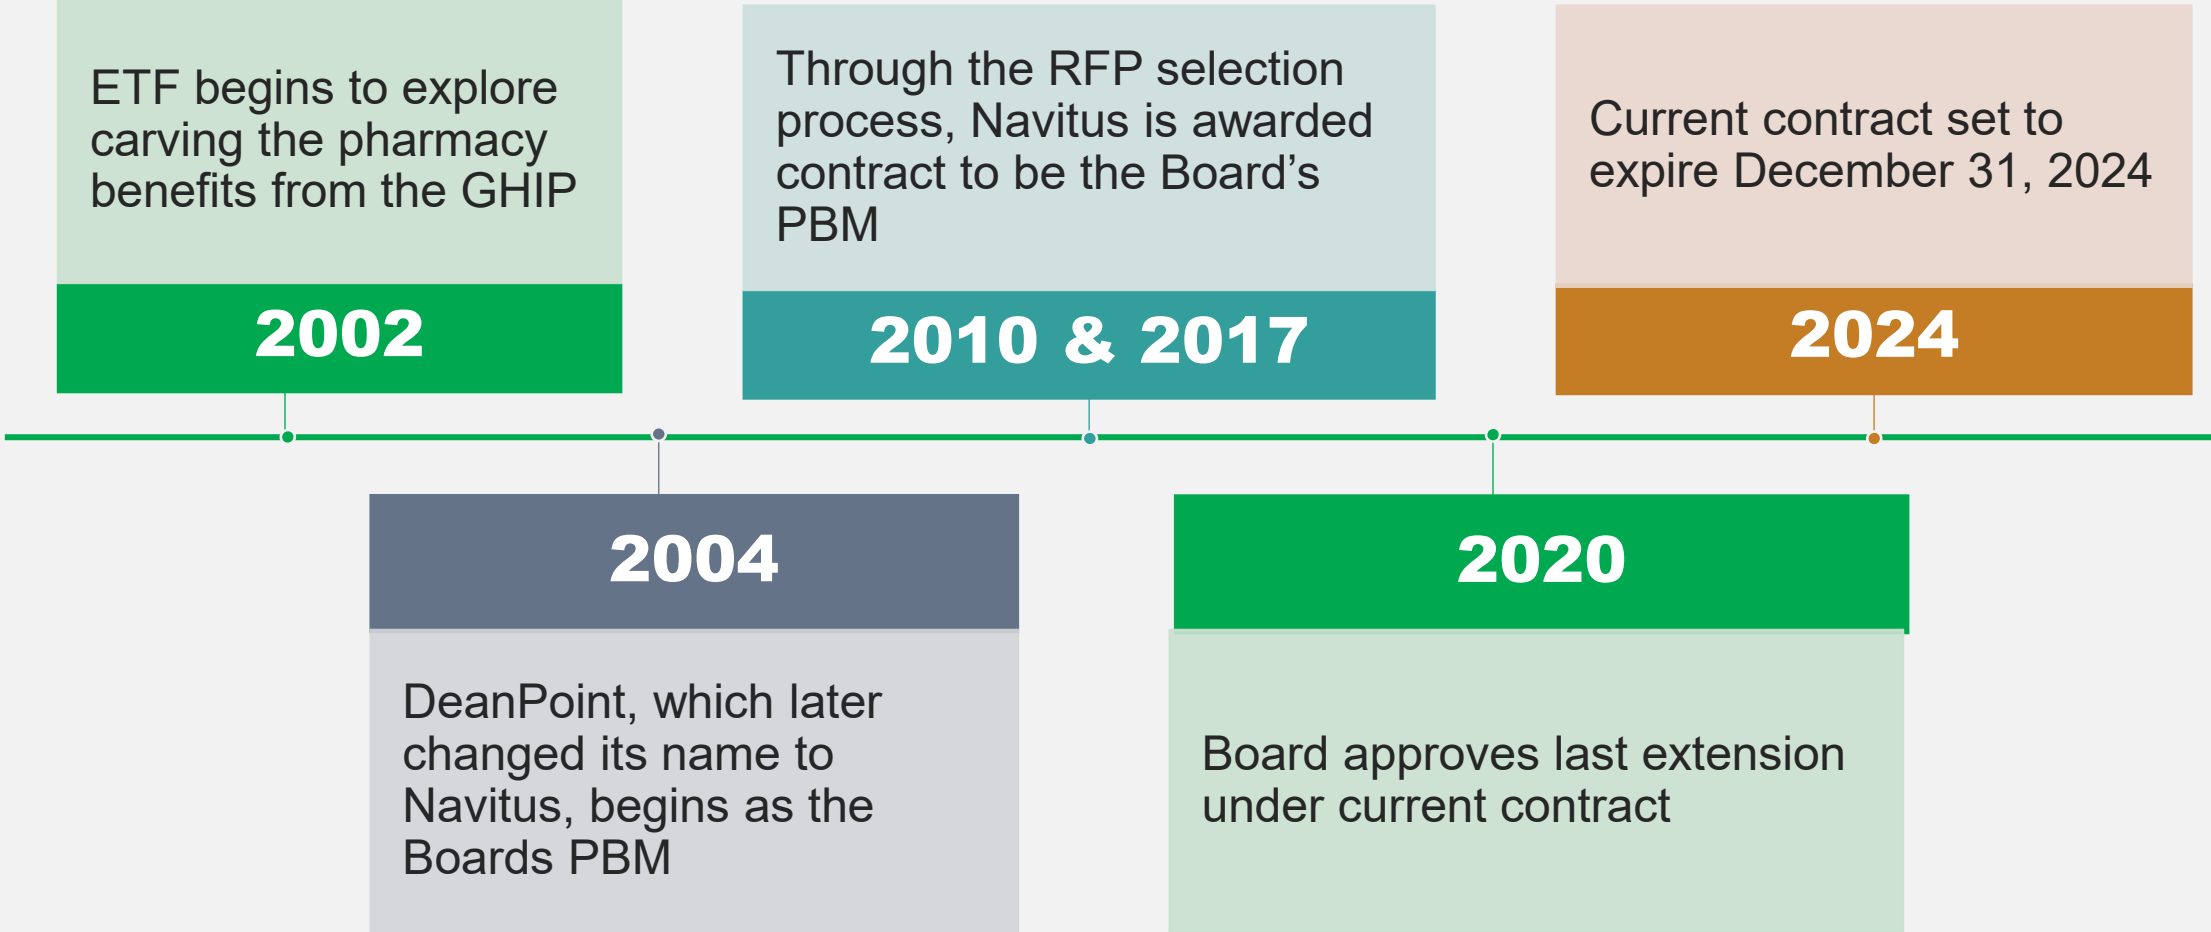 ETF begins to explore
carving the pharmacy
benefits from the GHIP
2002
DeanPoint, which later
changed its name to
Navitus, begins as the
Boards PBM
2004
Through the RFP selection
process, Navitus is awarded
contract to be the Board’s
PBM
2010 & 2017
2020
Board approves last extension
under current contract
Current contract set to
expire December 31, 2024
2024